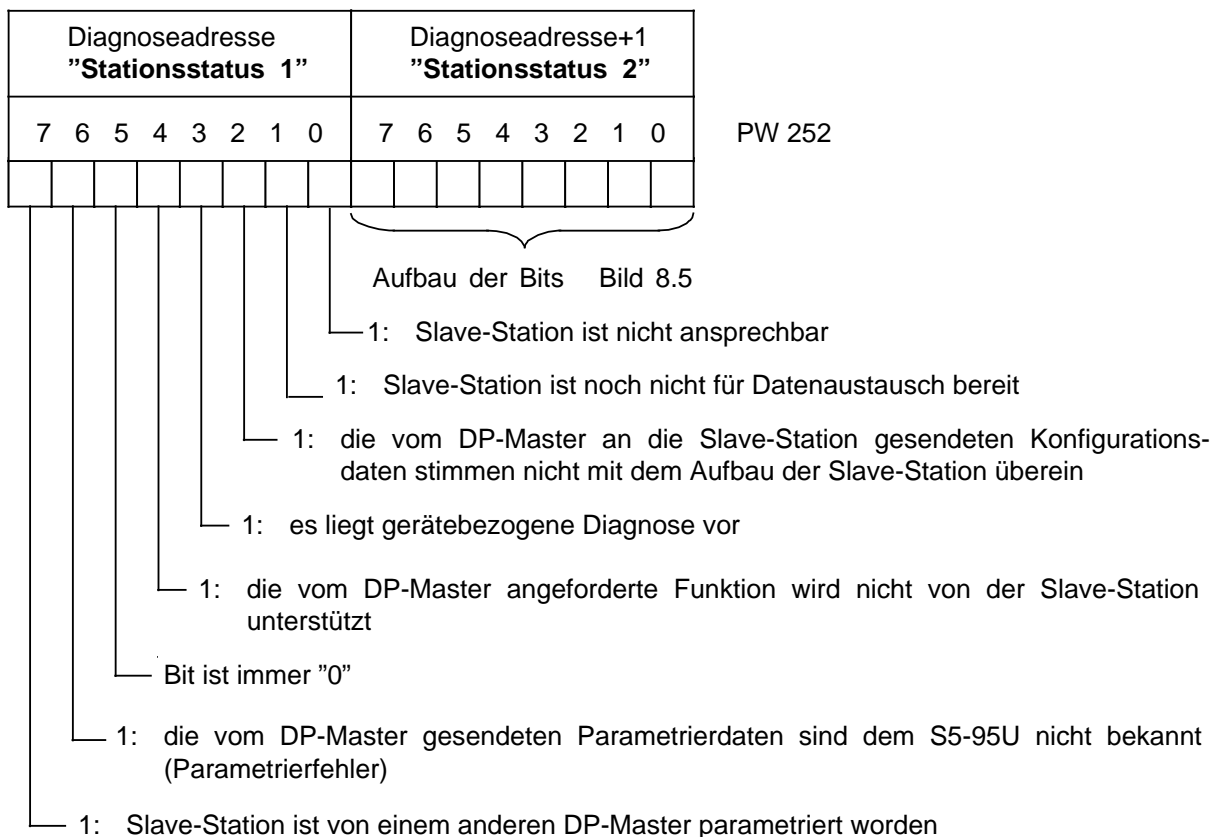 Diagnoseadresse
”Stationsstatus 1”
Diagnoseadresse+1
”Stationsstatus 2”
7 6 5 4 3 2 1 0 7 6 5 4 3 2 1 0 PW 252
Aufbau der Bits Bild 8.5
1: Slave-Station ist nicht ansprechbar
1: Slave-Station ist noch nicht für Datenaustausch bereit
1: die vom DP-Master an die Slave-Station gesendeten Konfigurations-
daten stimmen nicht mit dem Aufbau der Slave-Station überein
1: es liegt gerätebezogene Diagnose vor
1: die vom DP-Master angeforderte Funktion wird nicht von der Slave-Station
unterstützt
Bit ist immer ”0”
1: die vom DP-Master gesendeten Parametrierdaten sind dem S5-95U nicht bekannt
(Parametrierfehler)
1: Slave-Station ist von einem anderen DP-Master parametriert worden